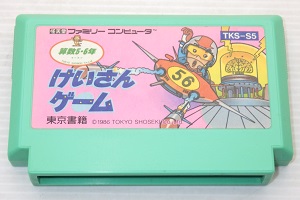 ファミリー コンピュータ
TKS-S5
算数5・6年
けいさん
ゲーム
56
東京書籍
©1986 TOKYO SHOSEKI